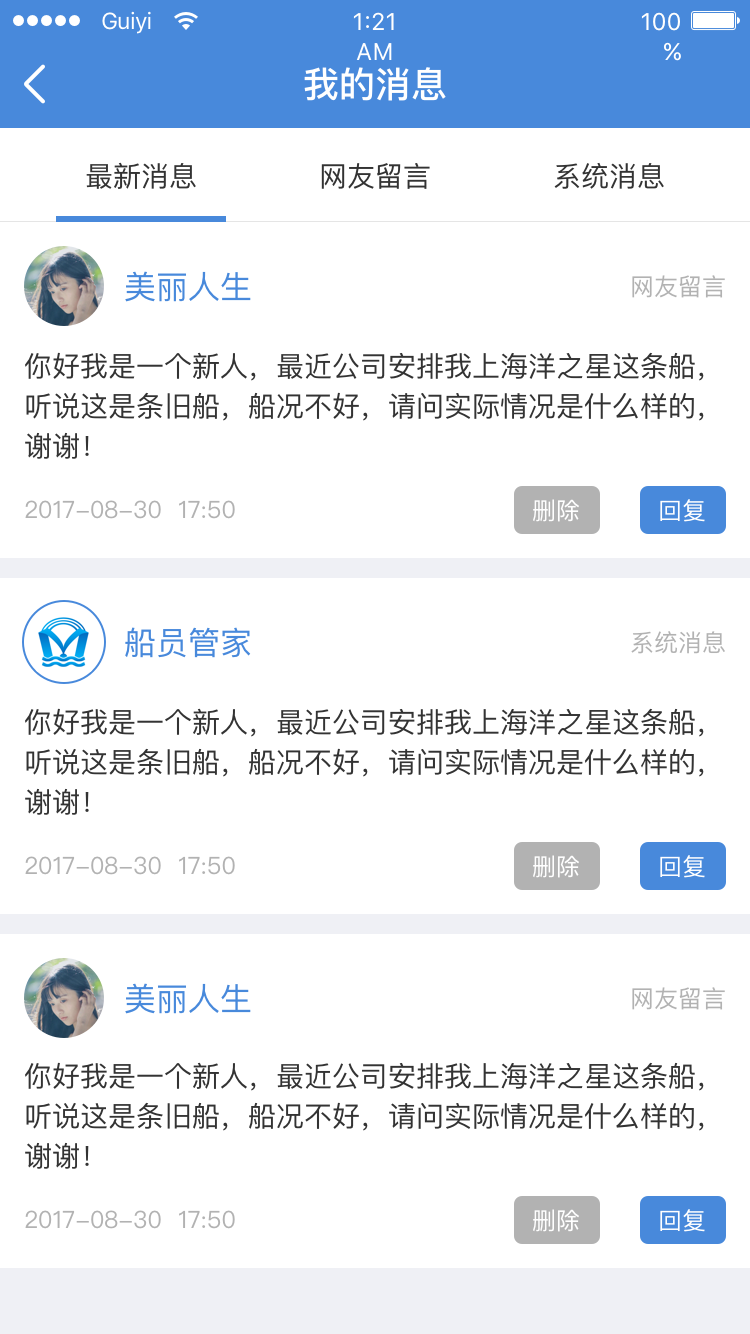 Guiyi 1:21 AM 100 %
我的消息
最新消息 网友留言 系统消息
美丽人生 网友留言
你好我是一个新人，最近公司安排我上海洋之星这条船，
听说这是条旧船，船况不好，请问实际情况是什么样的，
谢谢！
2017–08–30 17:50 删除 回复
船员管家 系统消息
你好我是一个新人，最近公司安排我上海洋之星这条船，
听说这是条旧船，船况不好，请问实际情况是什么样的，
谢谢！
2017–08–30 17:50 删除 回复
美丽人生 网友留言
你好我是一个新人，最近公司安排我上海洋之星这条船，
听说这是条旧船，船况不好，请问实际情况是什么样的，
谢谢！
2017–08–30 17:50 删除 回复